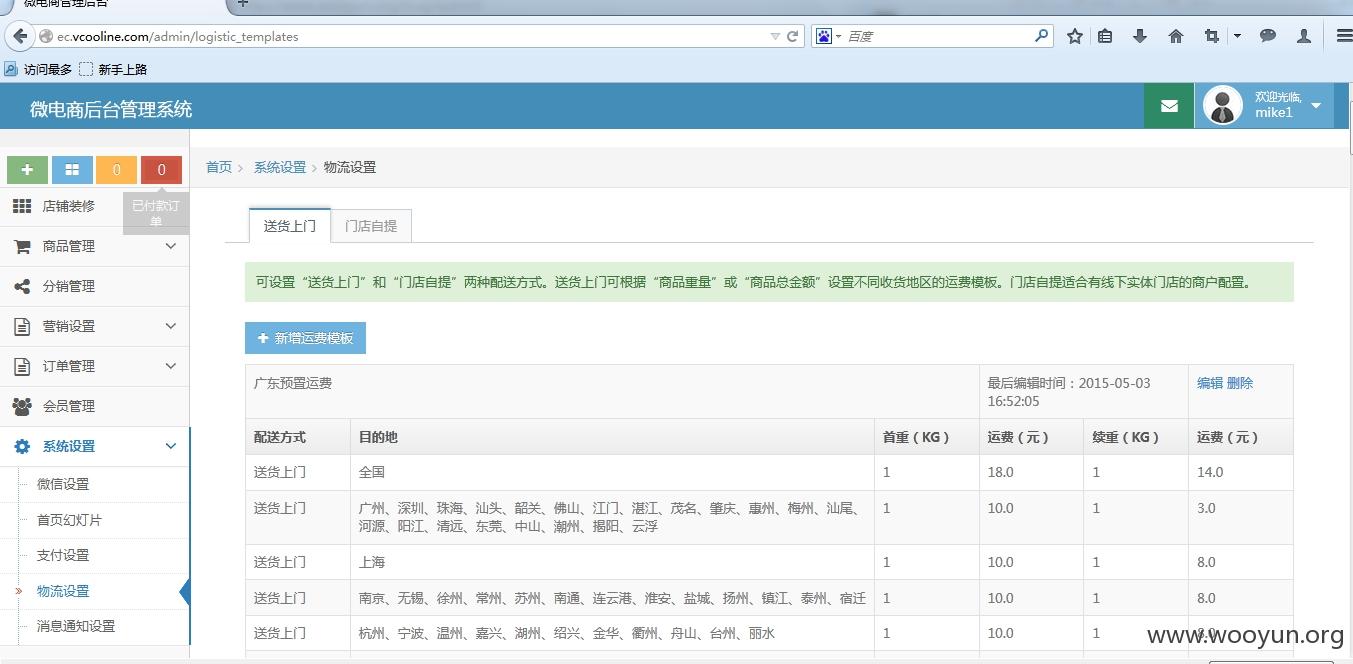 微电商管理后台
ec.vcooline.com/admin/logistic_templates
百度
访问最多 新手上路
微电商后台管理系统
欢迎光临,
mike1
0 0
首页 > 系统设置 > 物流设置
店铺装修
已付款订
单
商品管理
分销管理
营销设置
订单管理
会员管理
系统设置
微信设置
首页幻灯片
支付设置
物流设置
消息通知设置
送货上门 门店自提
可设置“送货上门”和“门店自提”两种配送方式。送货上门可根据“商品重量”或“商品总金额”设置不同收货地区的运费模板。门店自提适合有线下实体门店的商户配置。
新增运费模板
广东预置运费 最后编辑时间：2015-05-03
16:52:05 编辑 删除
配送方式 目的地 首重（KG） 运费（元） 续重（KG） 运费（元）
送货上门 全国 1 18.0 1 14.0
送货上门 广州、深圳、珠海、汕头、韶关、佛山、江门、湛江、茂名、肇庆、惠州、梅州、汕尾、
河源、阳江、清远、东莞、中山、潮州、揭阳、云浮 1 10.0 1 3.0
送货上门 上海 1 10.0 1 8.0
送货上门 南京、无锡、徐州、常州、苏州、南通、连云港、淮安、盐城、扬州、镇江、泰州、宿迁 1 10.0 1 8.0
送货上门 杭州、宁波、温州、嘉兴、湖州、绍兴、金华、衢州、舟山、台州、丽水 1 10.0 1 8.0
www.wooyun.org